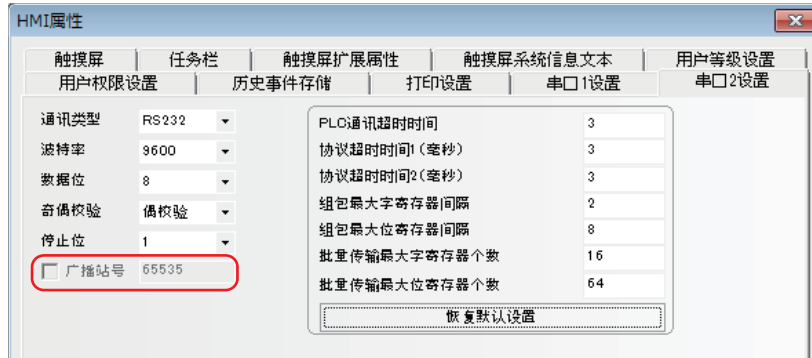 HMI属性
触摸屏 任务栏 触摸屏扩展属性 触摸屏系统信息文本 用户等级设置
用户权限设置 历史事件存储 打印设置 串口1设置 串口2设置
通讯类型 RS232
波特率 9600
数据位 8
奇偶校验 偶校验
停止位 1
广播站号 65535
PLC通讯超时时间 3
协议超时时间1(毫秒) 3
协议超时时间2(毫秒) 3
组包最大字寄存器间隔 2
组包最大位寄存器间隔 8
批量传输最大字寄存器个数 16
批量传输最大位寄存器个数 64
恢复默认设置